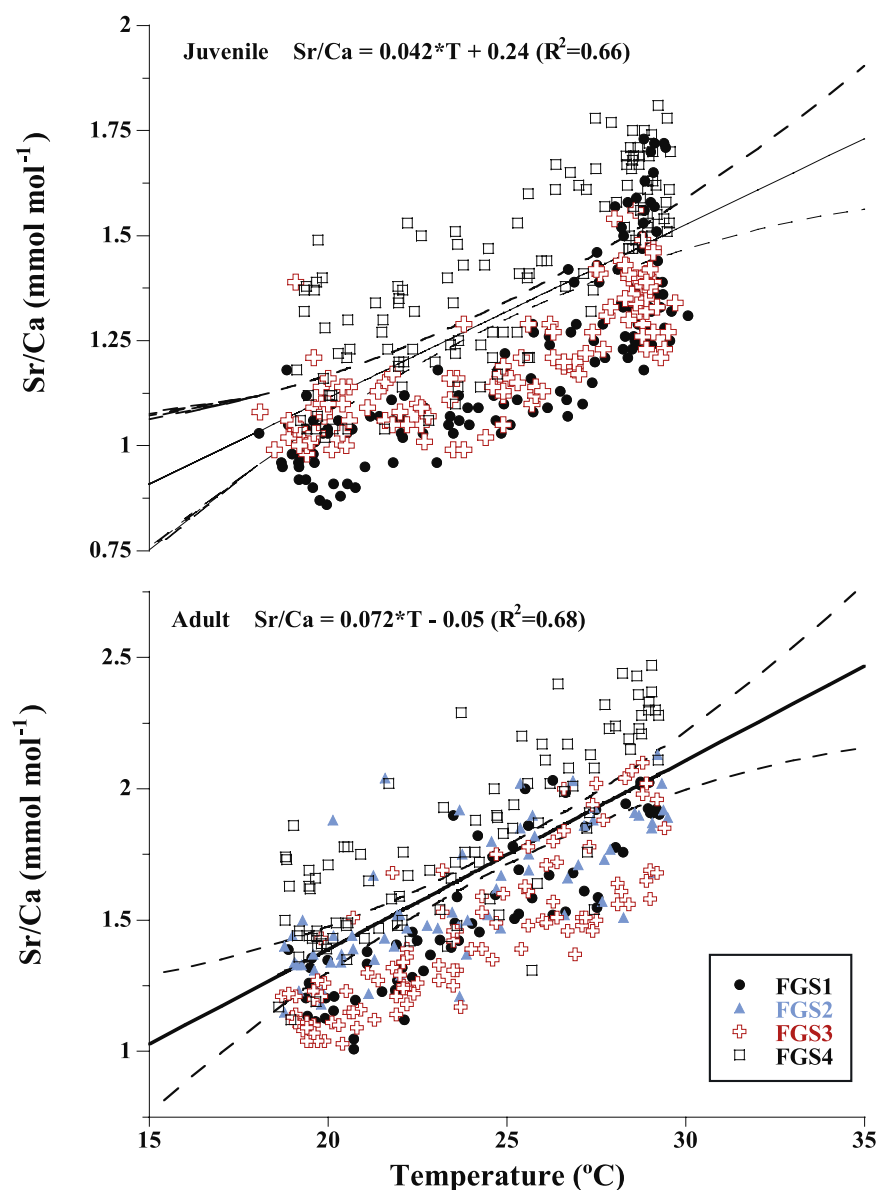 2
Juvenile Sr/Ca = 0.042*T + 0.24 (R²=0.66)
1.75
1.5
1.25
1
0.75
Sr/Ca (mmol mol⁻¹)
Adult Sr/Ca = 0.072*T - 0.05 (R²=0.68)
2.5
2
1.5
1
Sr/Ca (mmol mol⁻¹)
FGS1
FGS2
FGS3
FGS4
15 20 25 30 35
Temperature (ºC)